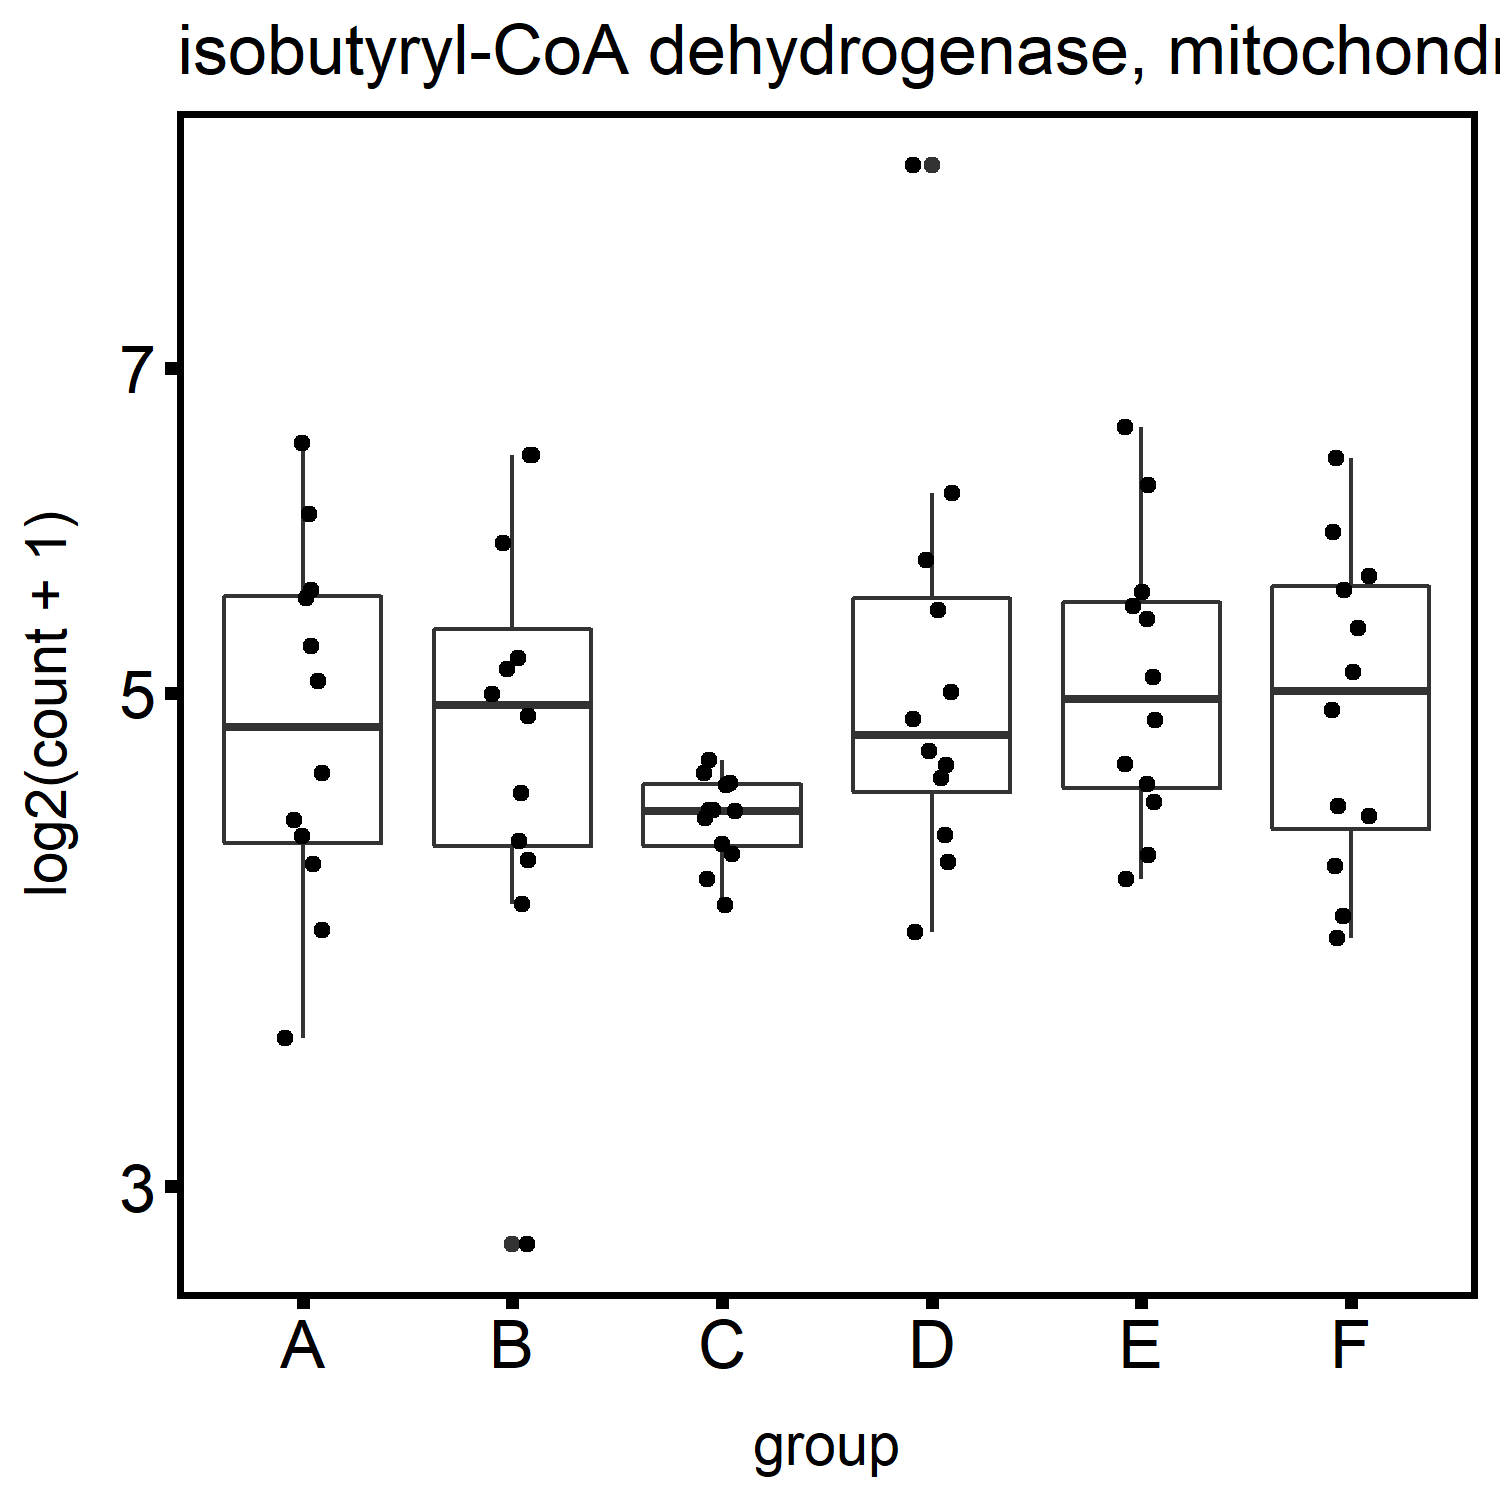 isobutyryl-CoA dehydrogenase, mitochondr
log2(count + 1)
7
5
3
A B C D E F
group